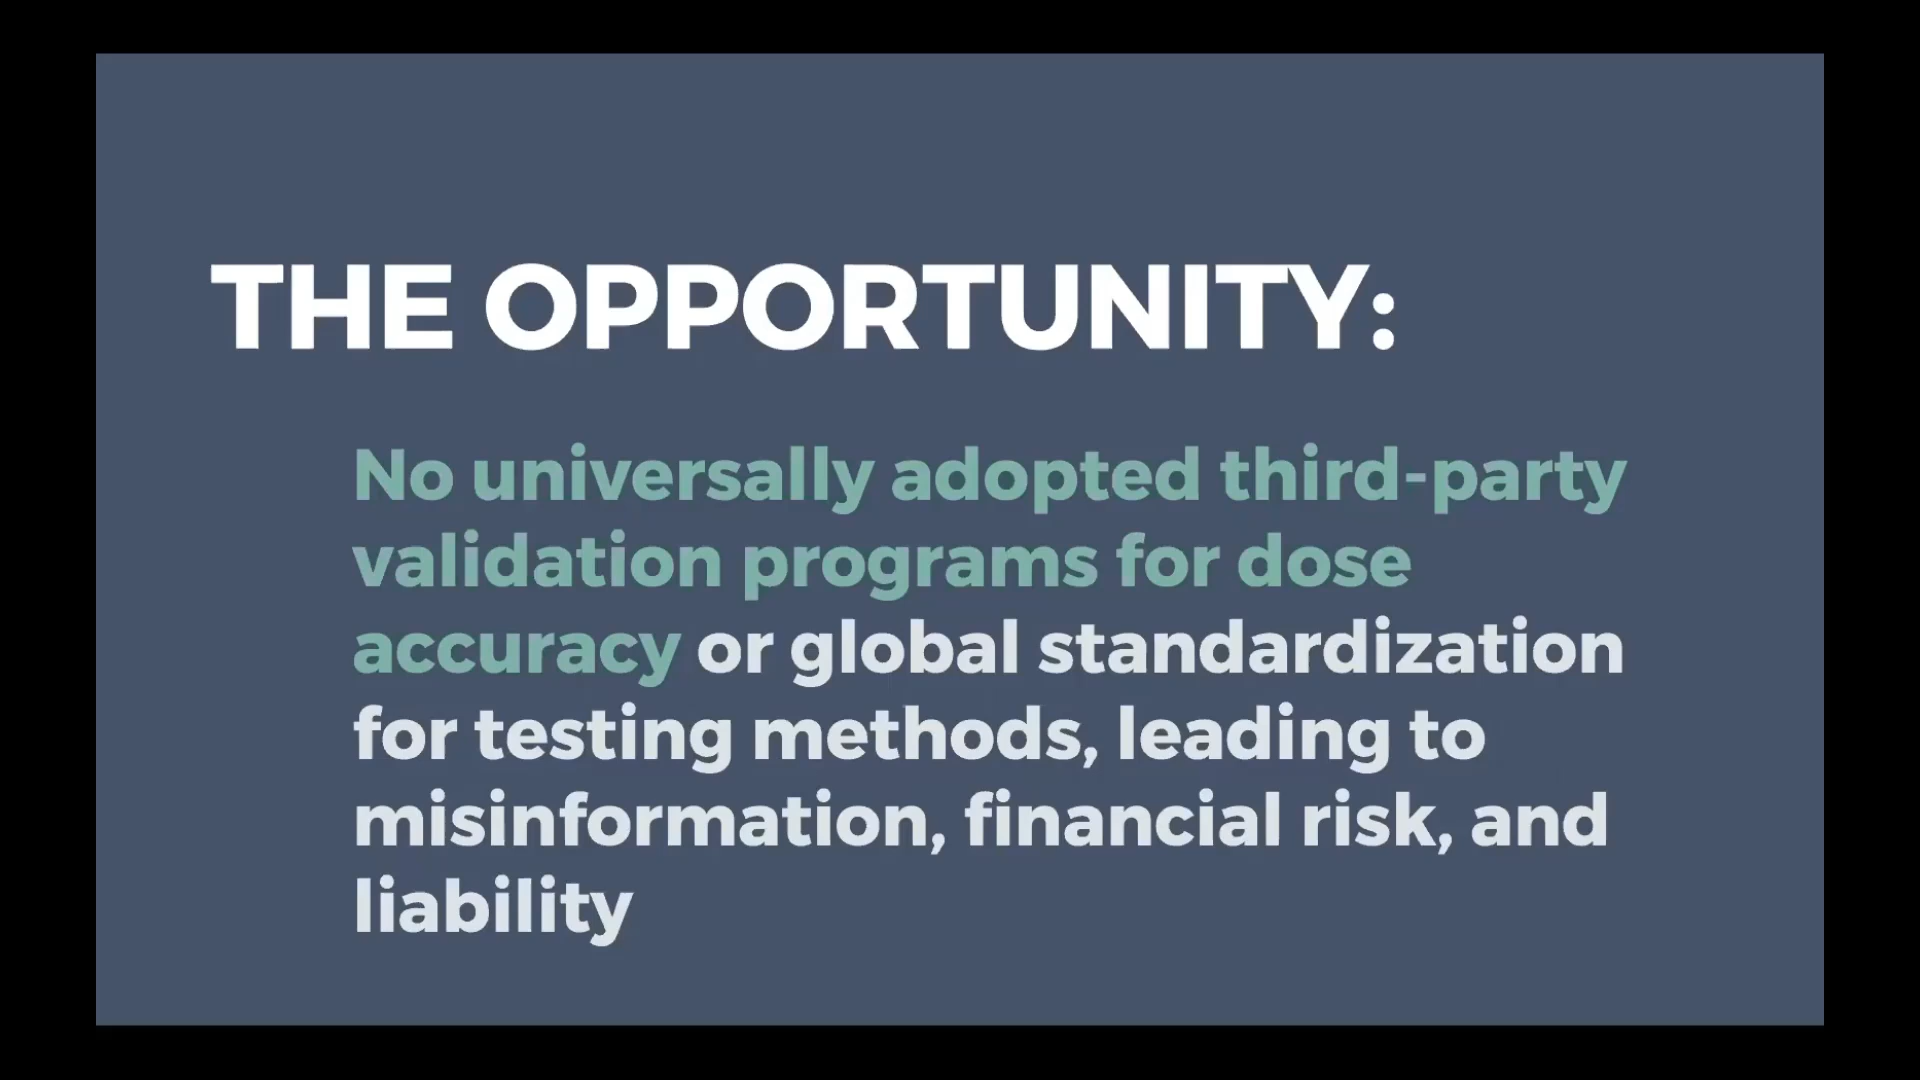 THE OPPORTUNITY:
No universally adopted third-party
validation programs for dose
accuracy or global standardization
for testing methods, leading to
misinformation, financial risk, and
liability